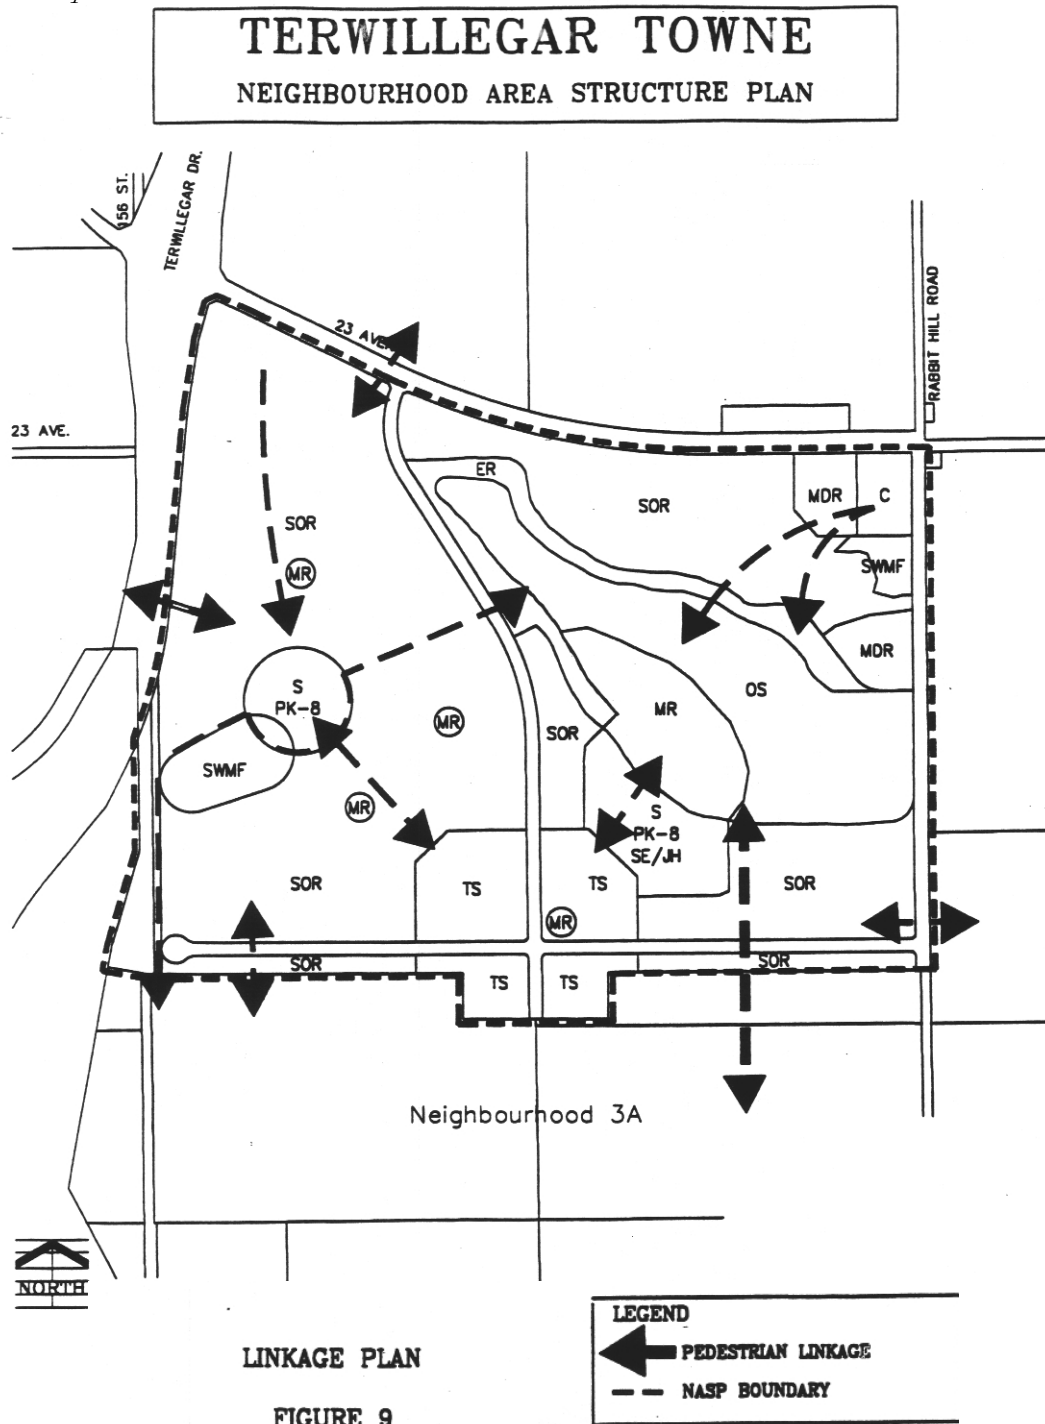 TERWILLEGAR TOWNE
NEIGHBOURHOOD AREA STRUCTURE PLAN
156 ST.
TERWILLEGAR DR.
23 AVE.
RABBIT HILL ROAD
23 AVE.
ER
SOR
MDR
C
SOR
SWMF
MR
MDR
S
PK-8
OS
MR
MR
SOR
SWMF
MR
S
PK-8
SE/JH
SOR
TS
TS
SOR
MR
SOR
SOR
TS
TS
Neighbourhood 3A
NORTH
LEGEND
PEDESTRIAN LINKAGE
NASP BOUNDARY
LINKAGE PLAN
FIGURE 9